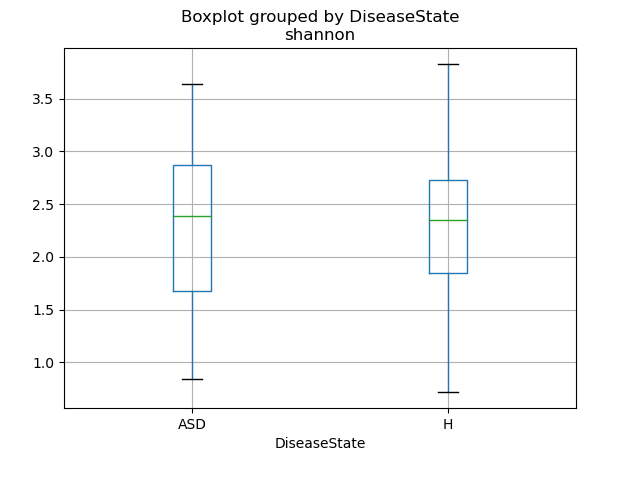 Boxplot grouped by DiseaseState
shannon
3.5
3.0
2.5
2.0
1.5
1.0
ASD
H
DiseaseState